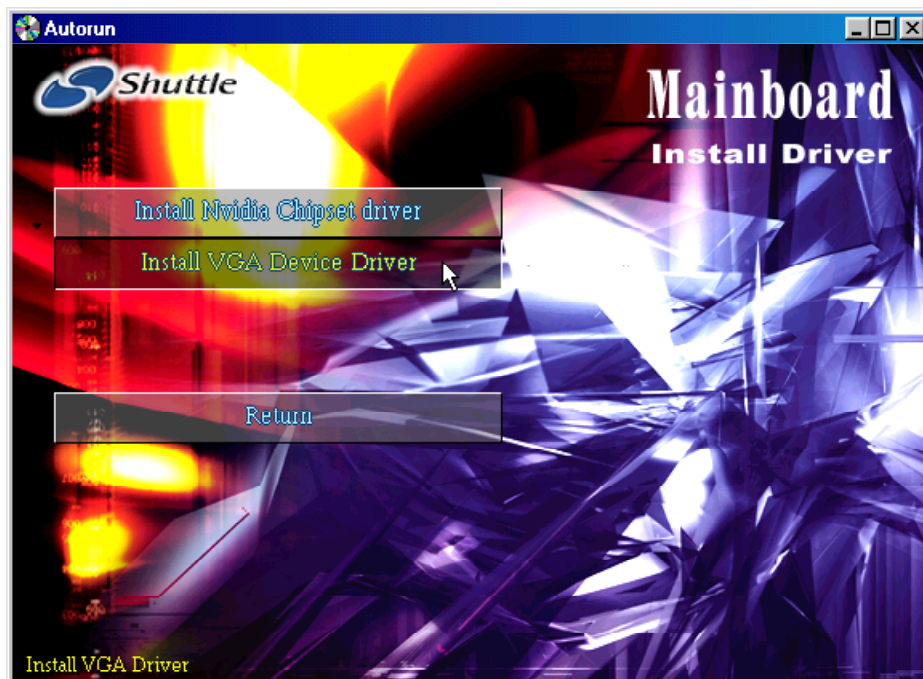 Autorun
Shuttle
Mainboard
Install Driver
Install Nvidia Chipset driver
Install VGA Device Driver
Return
Install VGA Driver